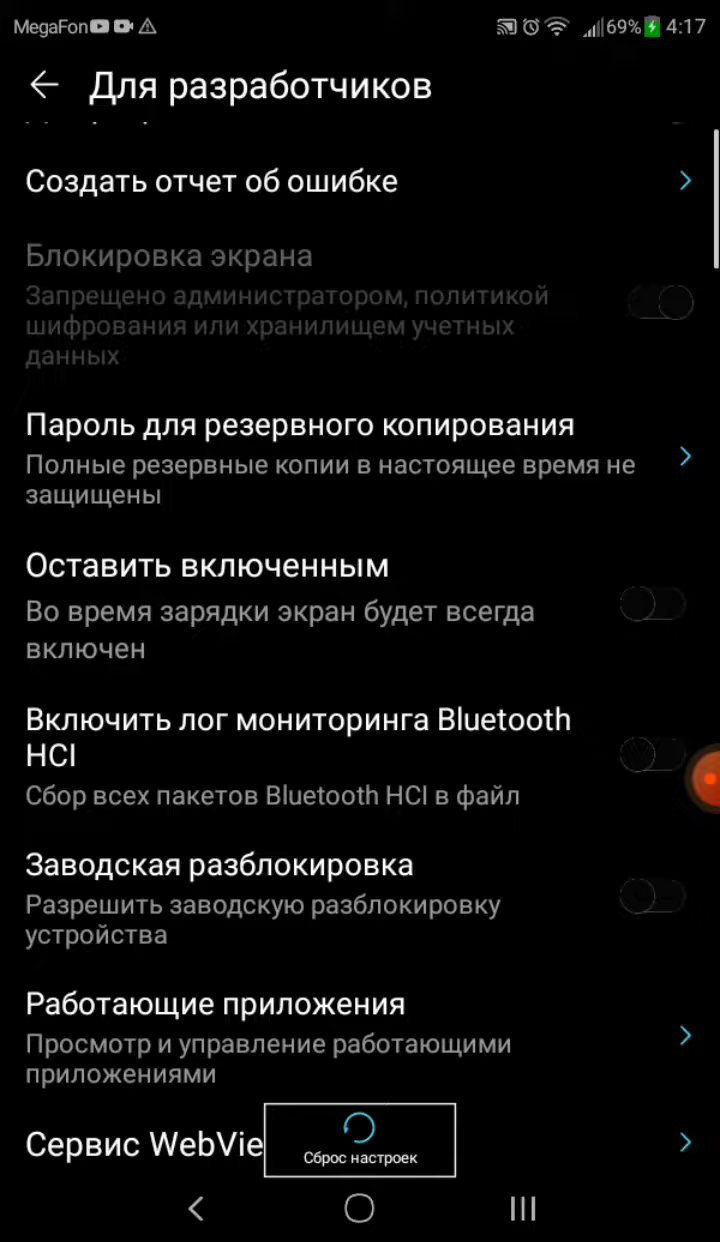 MegaFon 69% 4:17
Для разработчиков
Создать отчет об ошибке
Блокировка экрана
Запрещено администратором, политикой
шифрования или хранилищем учетных
данных
Пароль для резервного копирования
Полные резервные копии в настоящее время не
защищены
Оставить включенным
Во время зарядки экран будет всегда
включен
Включить лог мониторинга Bluetooth
HCI
Сбор всех пакетов Bluetooth HCI в файл
Заводская разблокировка
Разрешить заводскую разблокировку
устройства
Работающие приложения
Просмотр и управление работающими
приложениями
Сервис WebVie
Сброс настроек